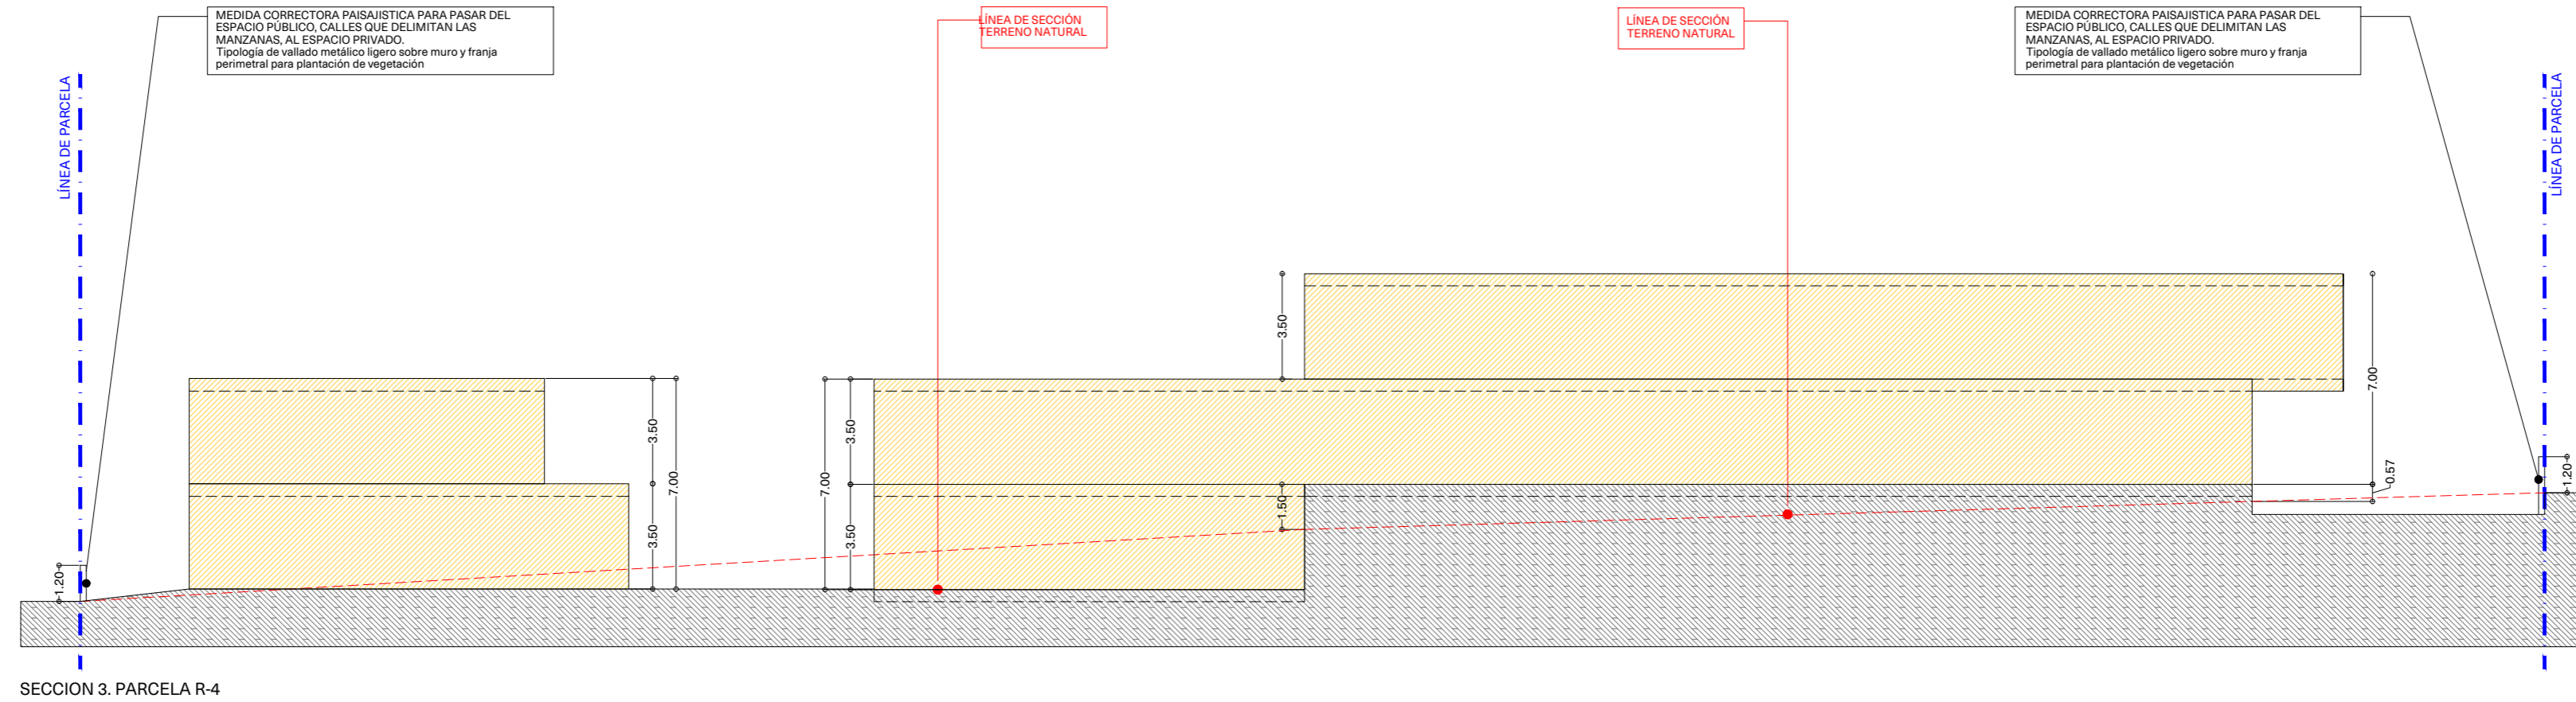 MEDIDA CORRECTORA PAISAJISTICA PARA PASAR DEL
ESPACIO PÚBLICO, CALLES QUE DELIMITAN LAS
MANZANAS, AL ESPACIO PRIVADO.
Tipología de vallado metálico ligero sobre muro y franja
perimetral para plantación de vegetación
LÍNEA DE SECCIÓN
TERRENO NATURAL
LÍNEA DE SECCIÓN
TERRENO NATURAL
MEDIDA CORRECTORA PAISAJISTICA PARA PASAR DEL
ESPACIO PÚBLICO, CALLES QUE DELIMITAN LAS
MANZANAS, AL ESPACIO PRIVADO.
Tipología de vallado metálico ligero sobre muro y franja
perimetral para plantación de vegetación
LÍNEA DE PARCELA
LÍNEA DE PARCELA
3.50
7.00
3.50
7.00
3.50
7.00
3.50
3.50
1.50
0.57
1.20
1.20
SECCION 3. PARCELA R-4